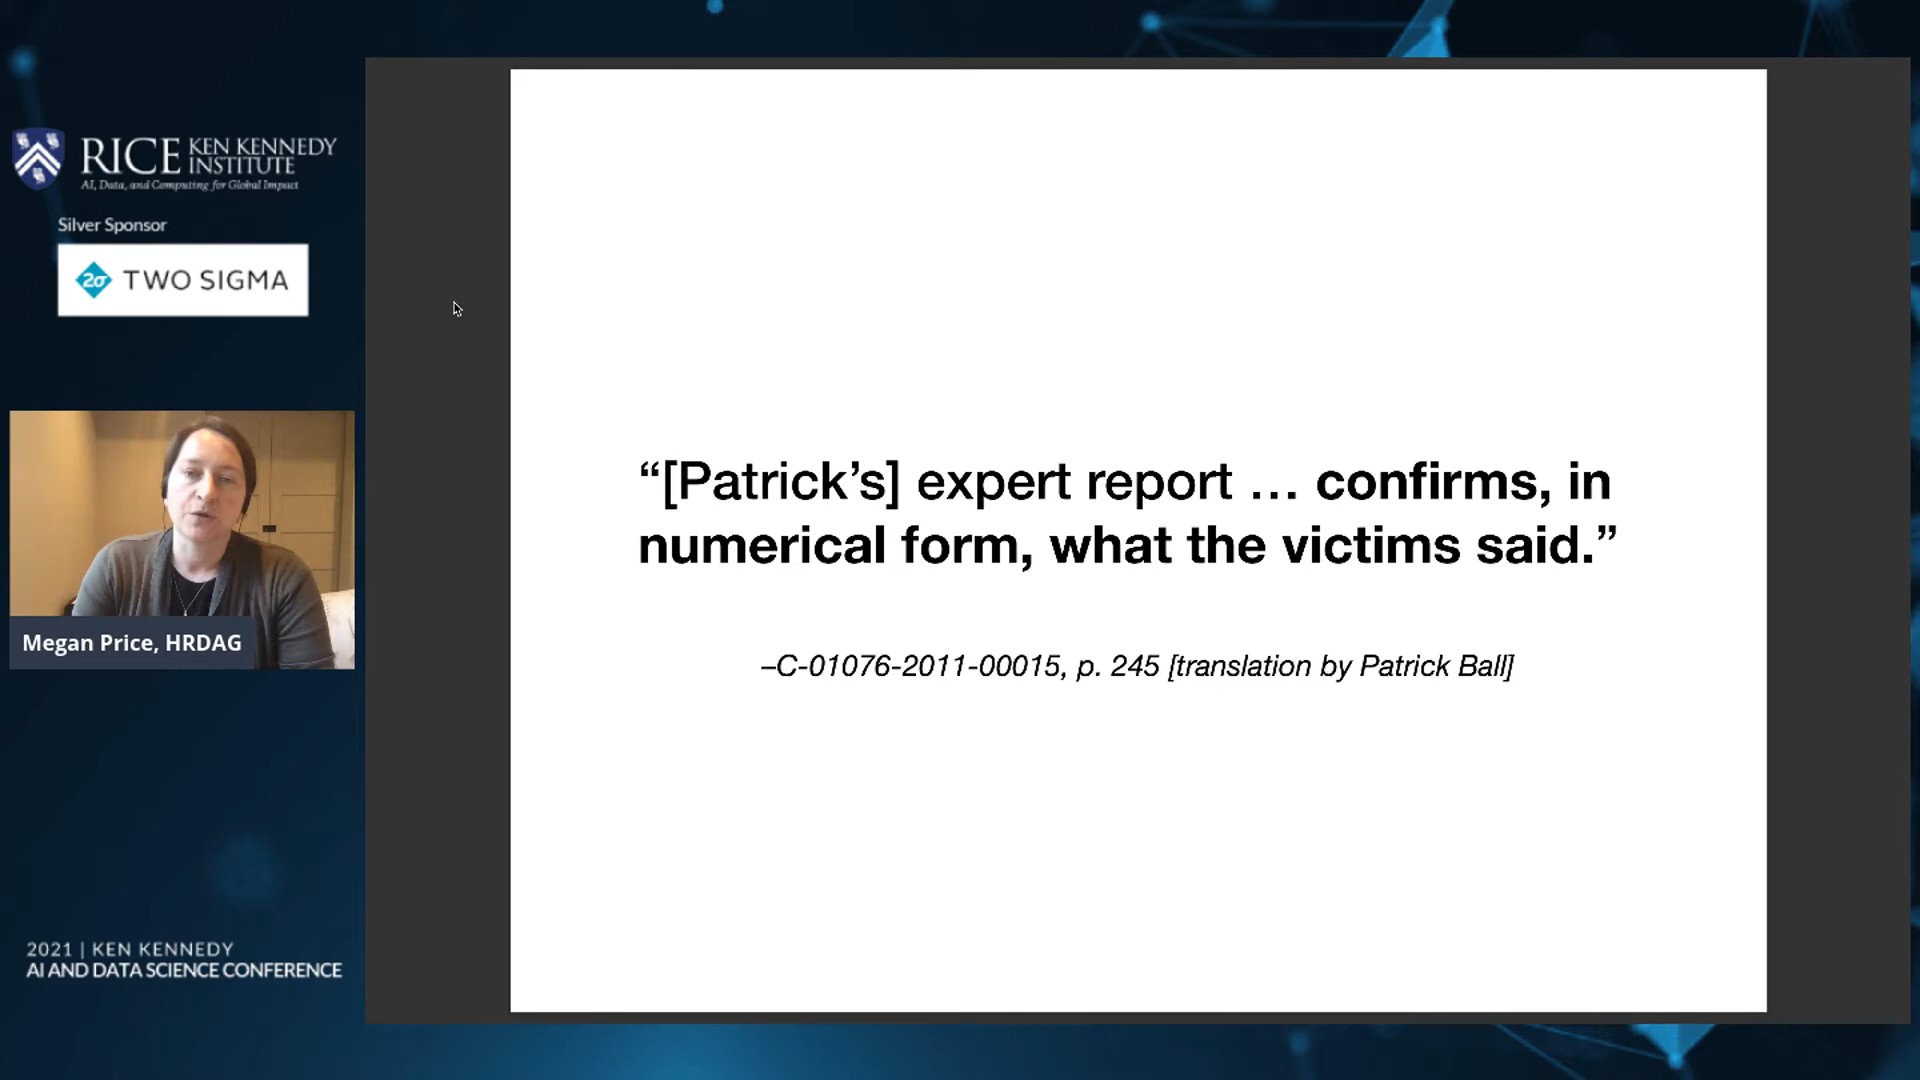 RICE KEN KENNEDY INSTITUTE
AI, Data, and Computing for Global Impact
Silver Sponsor
2σ TWO SIGMA
Megan Price, HRDAG
2021 | KEN KENNEDY
AI AND DATA SCIENCE CONFERENCE
“[Patrick’s] expert report … confirms, in
numerical form, what the victims said.”
–C-01076-2011-00015, p. 245 [translation by Patrick Ball]